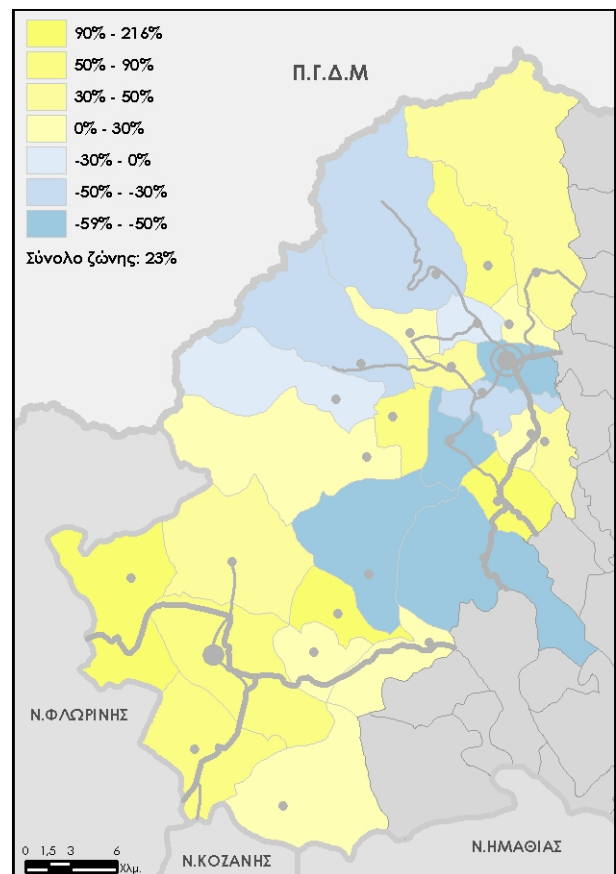 90% - 216%
50% - 90%
30% - 50%
0% - 30%
-30% - 0%
-50% - -30%
-59% - -50%
Σύνολο ζώνης: 23%
Π.Γ.Δ.Μ
Ν.ΦΛΩΡΙΝΗΣ
Ν.ΚΟΖΑΝΗΣ
Ν.ΗΜΑΘΙΑΣ
0 1,5 3 6
Χλμ.